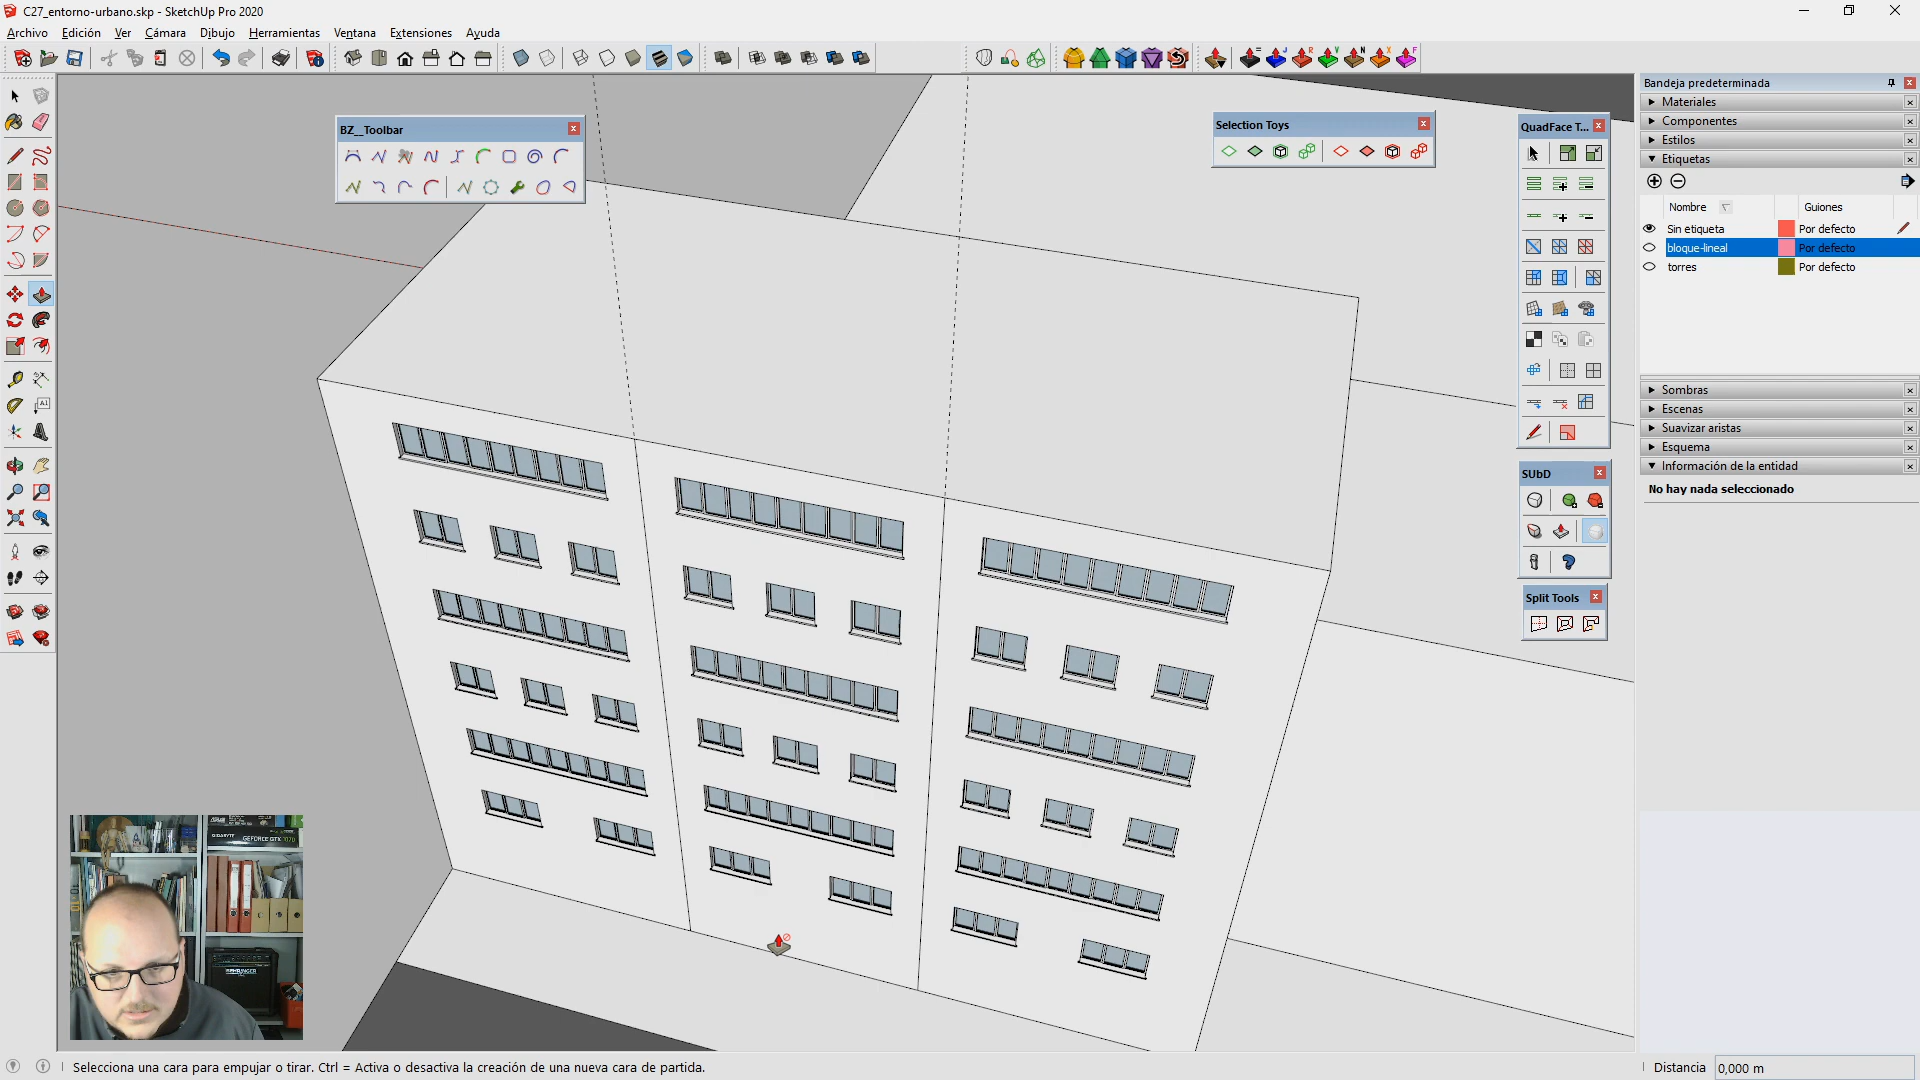 C27_entorno-urbano.skp - SketchUp Pro 2020
Archivo Edición Ver Cámara Dibujo Herramientas Ventana Extensiones Ayuda
BZ__Toolbar
Selection Toys
QuadFace T...
SUbD
Split Tools
Bandeja predeterminada
Materiales
Componentes
Estilos
Etiquetas
Nombre Guiones
Sin etiqueta Por defecto
bloque-lineal Por defecto
torres Por defecto
Sombras
Escenas
Suavizar aristas
Esquema
Información de la entidad
No hay nada seleccionado
GEFORCE GTX
Selecciona una cara para empujar o tirar. Ctrl = Activa o desactiva la creación de una nueva cara de partida.
Distancia 0,000 m